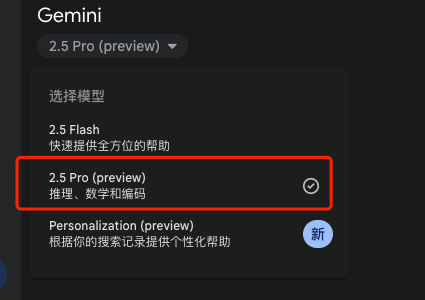 Gemini
2.5 Pro (preview)
选择模型
2.5 Flash
快速提供全方位的帮助
2.5 Pro (preview)
推理、数学和编码
Personalization (preview)
根据你的搜索记录提供个性化帮助
新